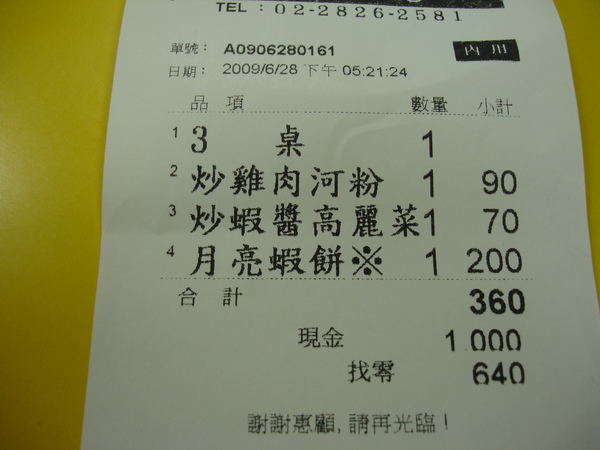 TEL：02-2826-2581
單號： A0906280161 內用
日期： 2009/6/28 下午 05:21:24
品 項 數量 小計
1 3 桌 1
2 炒雞肉河粉 1 90
3 炒蝦醬高麗菜1 70
4 月亮蝦餅※ 1 200
合 計 360
現金 1,000
找零 640
謝謝惠顧,請再光臨！